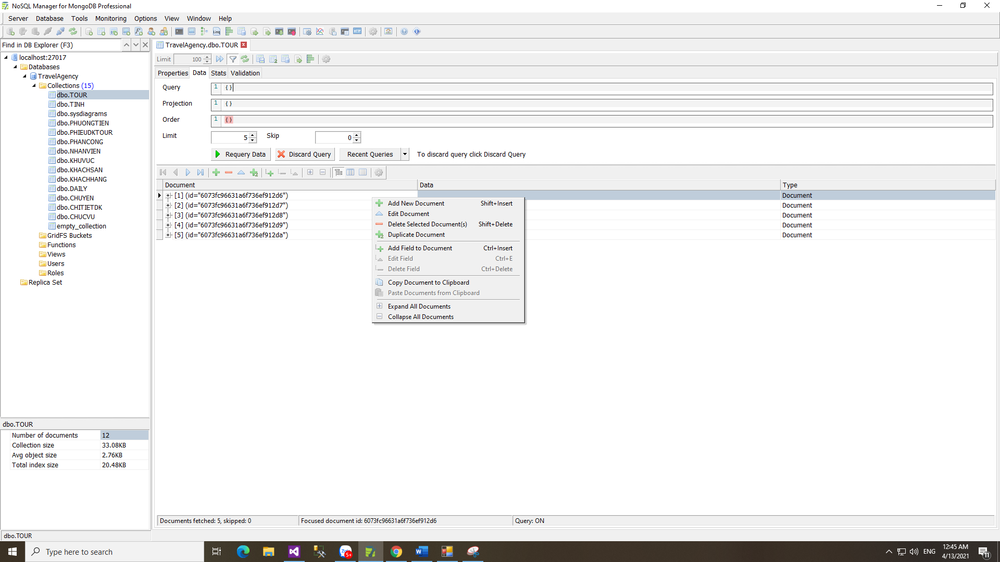 NoSQL Manager for MongoDB Professional
Server Database Tools Monitoring Options View Window Help
Find in DB Explorer (F3)
localhost:27017
Databases
TravelAgency
Collections (15)
dbo.TOUR
dbo.TINH
dbo.sysdiagrams
dbo.PHUONGTIEN
dbo.PHIEUDKTOUR
dbo.PHANCONG
dbo.NHANVIEN
dbo.KHUVUC
dbo.KHACHSAN
dbo.KHACHHANG
dbo.DAILY
dbo.CHUYEN
dbo.CHITIETDK
dbo.CHUCVU
empty_collection
GridFS Buckets
Functions
Views
Users
Roles
Replica Set
dbo.TOUR
Number of documents 12
Collection size 33.08KB
Avg object size 2.76KB
Total index size 20.48KB
dbo.TOUR
TravelAgency.dbo.TOUR
Limit 100
Properties Data Stats Validation
Query 1 {}
Projection 1 {}
Order 1 {}
Limit 5 Skip 0
Requery Data Discard Query Recent Queries To discard query click Discard Query
Document Data Type
[1] (id="6073fc96631a6f736ef912d6") Document
[2] (id="6073fc96631a6f736ef912d7") Document
[3] (id="6073fc96631a6f736ef912d8") Document
[4] (id="6073fc96631a6f736ef912d9") Document
[5] (id="6073fc96631a6f736ef912da") Document
Add New Document Shift+Insert
Edit Document
Delete Selected Document(s) Shift+Delete
Duplicate Document
Add Field to Document Ctrl+Insert
Edit Field Ctrl+E
Delete Field Ctrl+Delete
Copy Document to Clipboard
Paste Documents from Clipboard
Expand All Documents
Collapse All Documents
Documents fetched: 5, skipped: 0 Focused document id: 6073fc96631a6f736ef912d6 Query: ON
Type here to search
5+
ENG
12:45 AM
4/13/2021
11